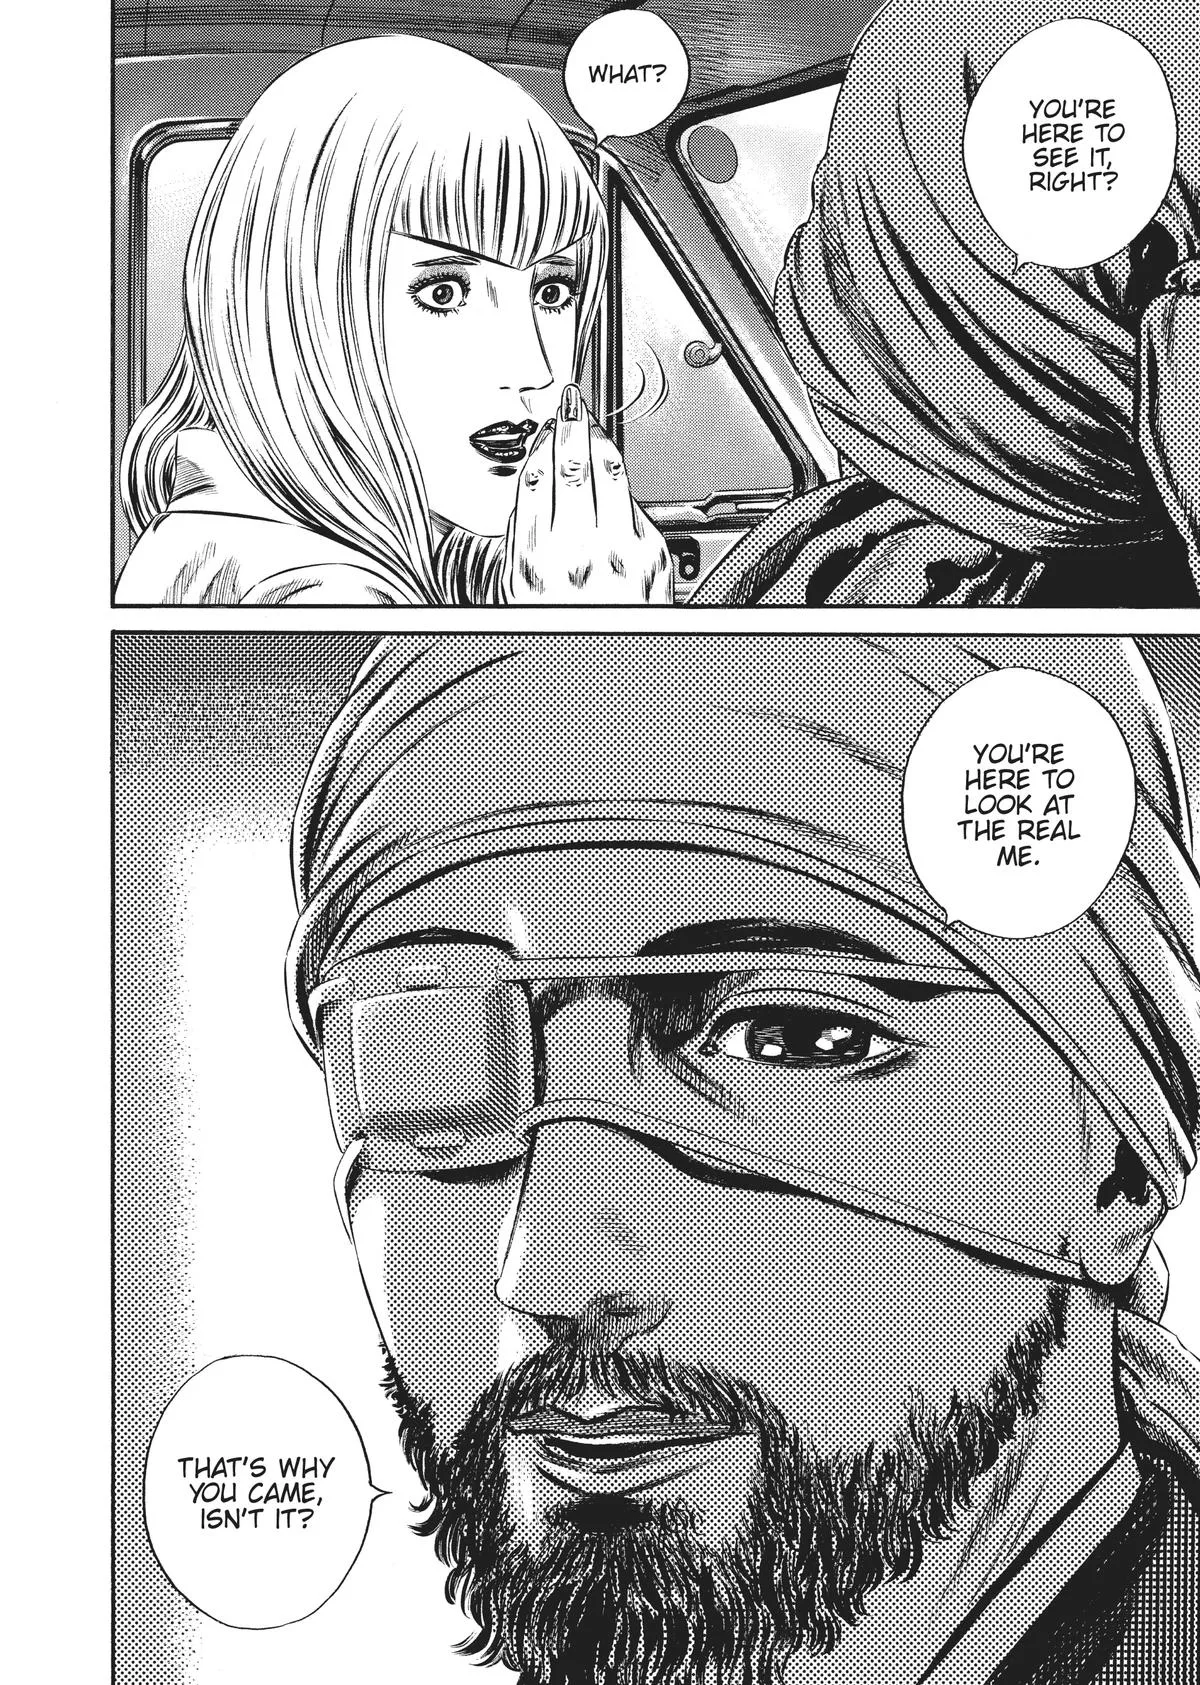 YOU'RE
HERE TO
SEE IT,
RIGHT?
WHAT?
YOU'RE
HERE TO
LOOK AT
THE REAL
ME.
THAT'S WHY
YOU CAME,
ISN'T IT?